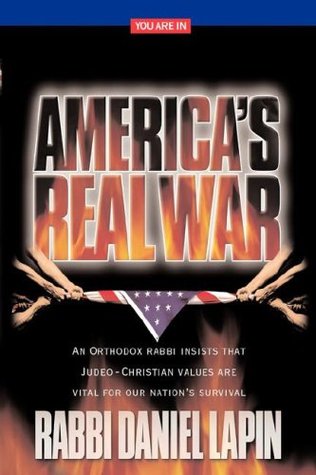 YOU ARE IN
AMERICA'S
REAL WAR
AN ORTHODOX RABBI INSISTS THAT
JUDEO-CHRISTIAN VALUES ARE
VITAL FOR OUR NATION'S SURVIVAL
RABBI DANIEL LAPIN